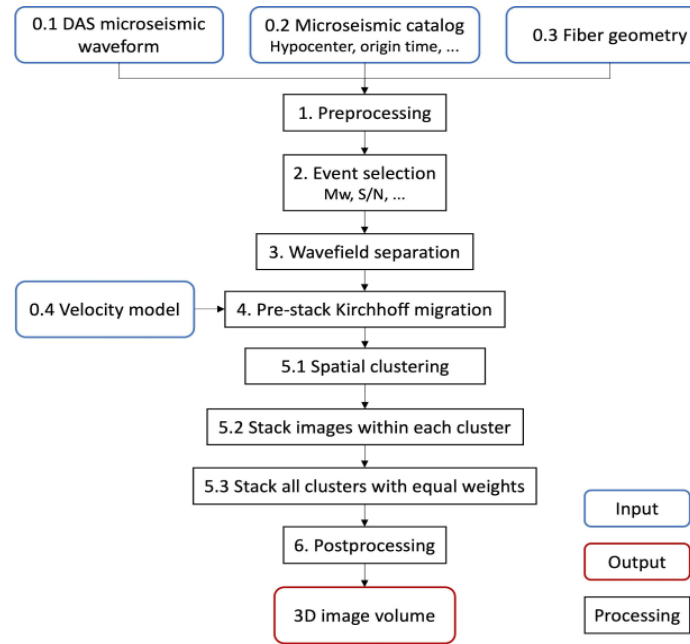 0.1 DAS microseismic
waveform
0.2 Microseismic catalog
Hypocenter, origin time, ...
0.3 Fiber geometry
1. Preprocessing
2. Event selection
Mw, S/N, ...
3. Wavefield separation
0.4 Velocity model
4. Pre-stack Kirchhoff migration
5.1 Spatial clustering
5.2 Stack images within each cluster
5.3 Stack all clusters with equal weights
6. Postprocessing
3D image volume
Input
Output
Processing